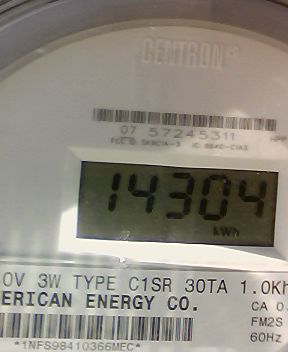 CENTRON®
07 57245311
14304
kWh
0V 3W TYPE C1SR 30TA 1.0Kh
ERICAN ENERGY CO.
CA 0.
FM2S
60Hz
*1NFS98410366MEC*